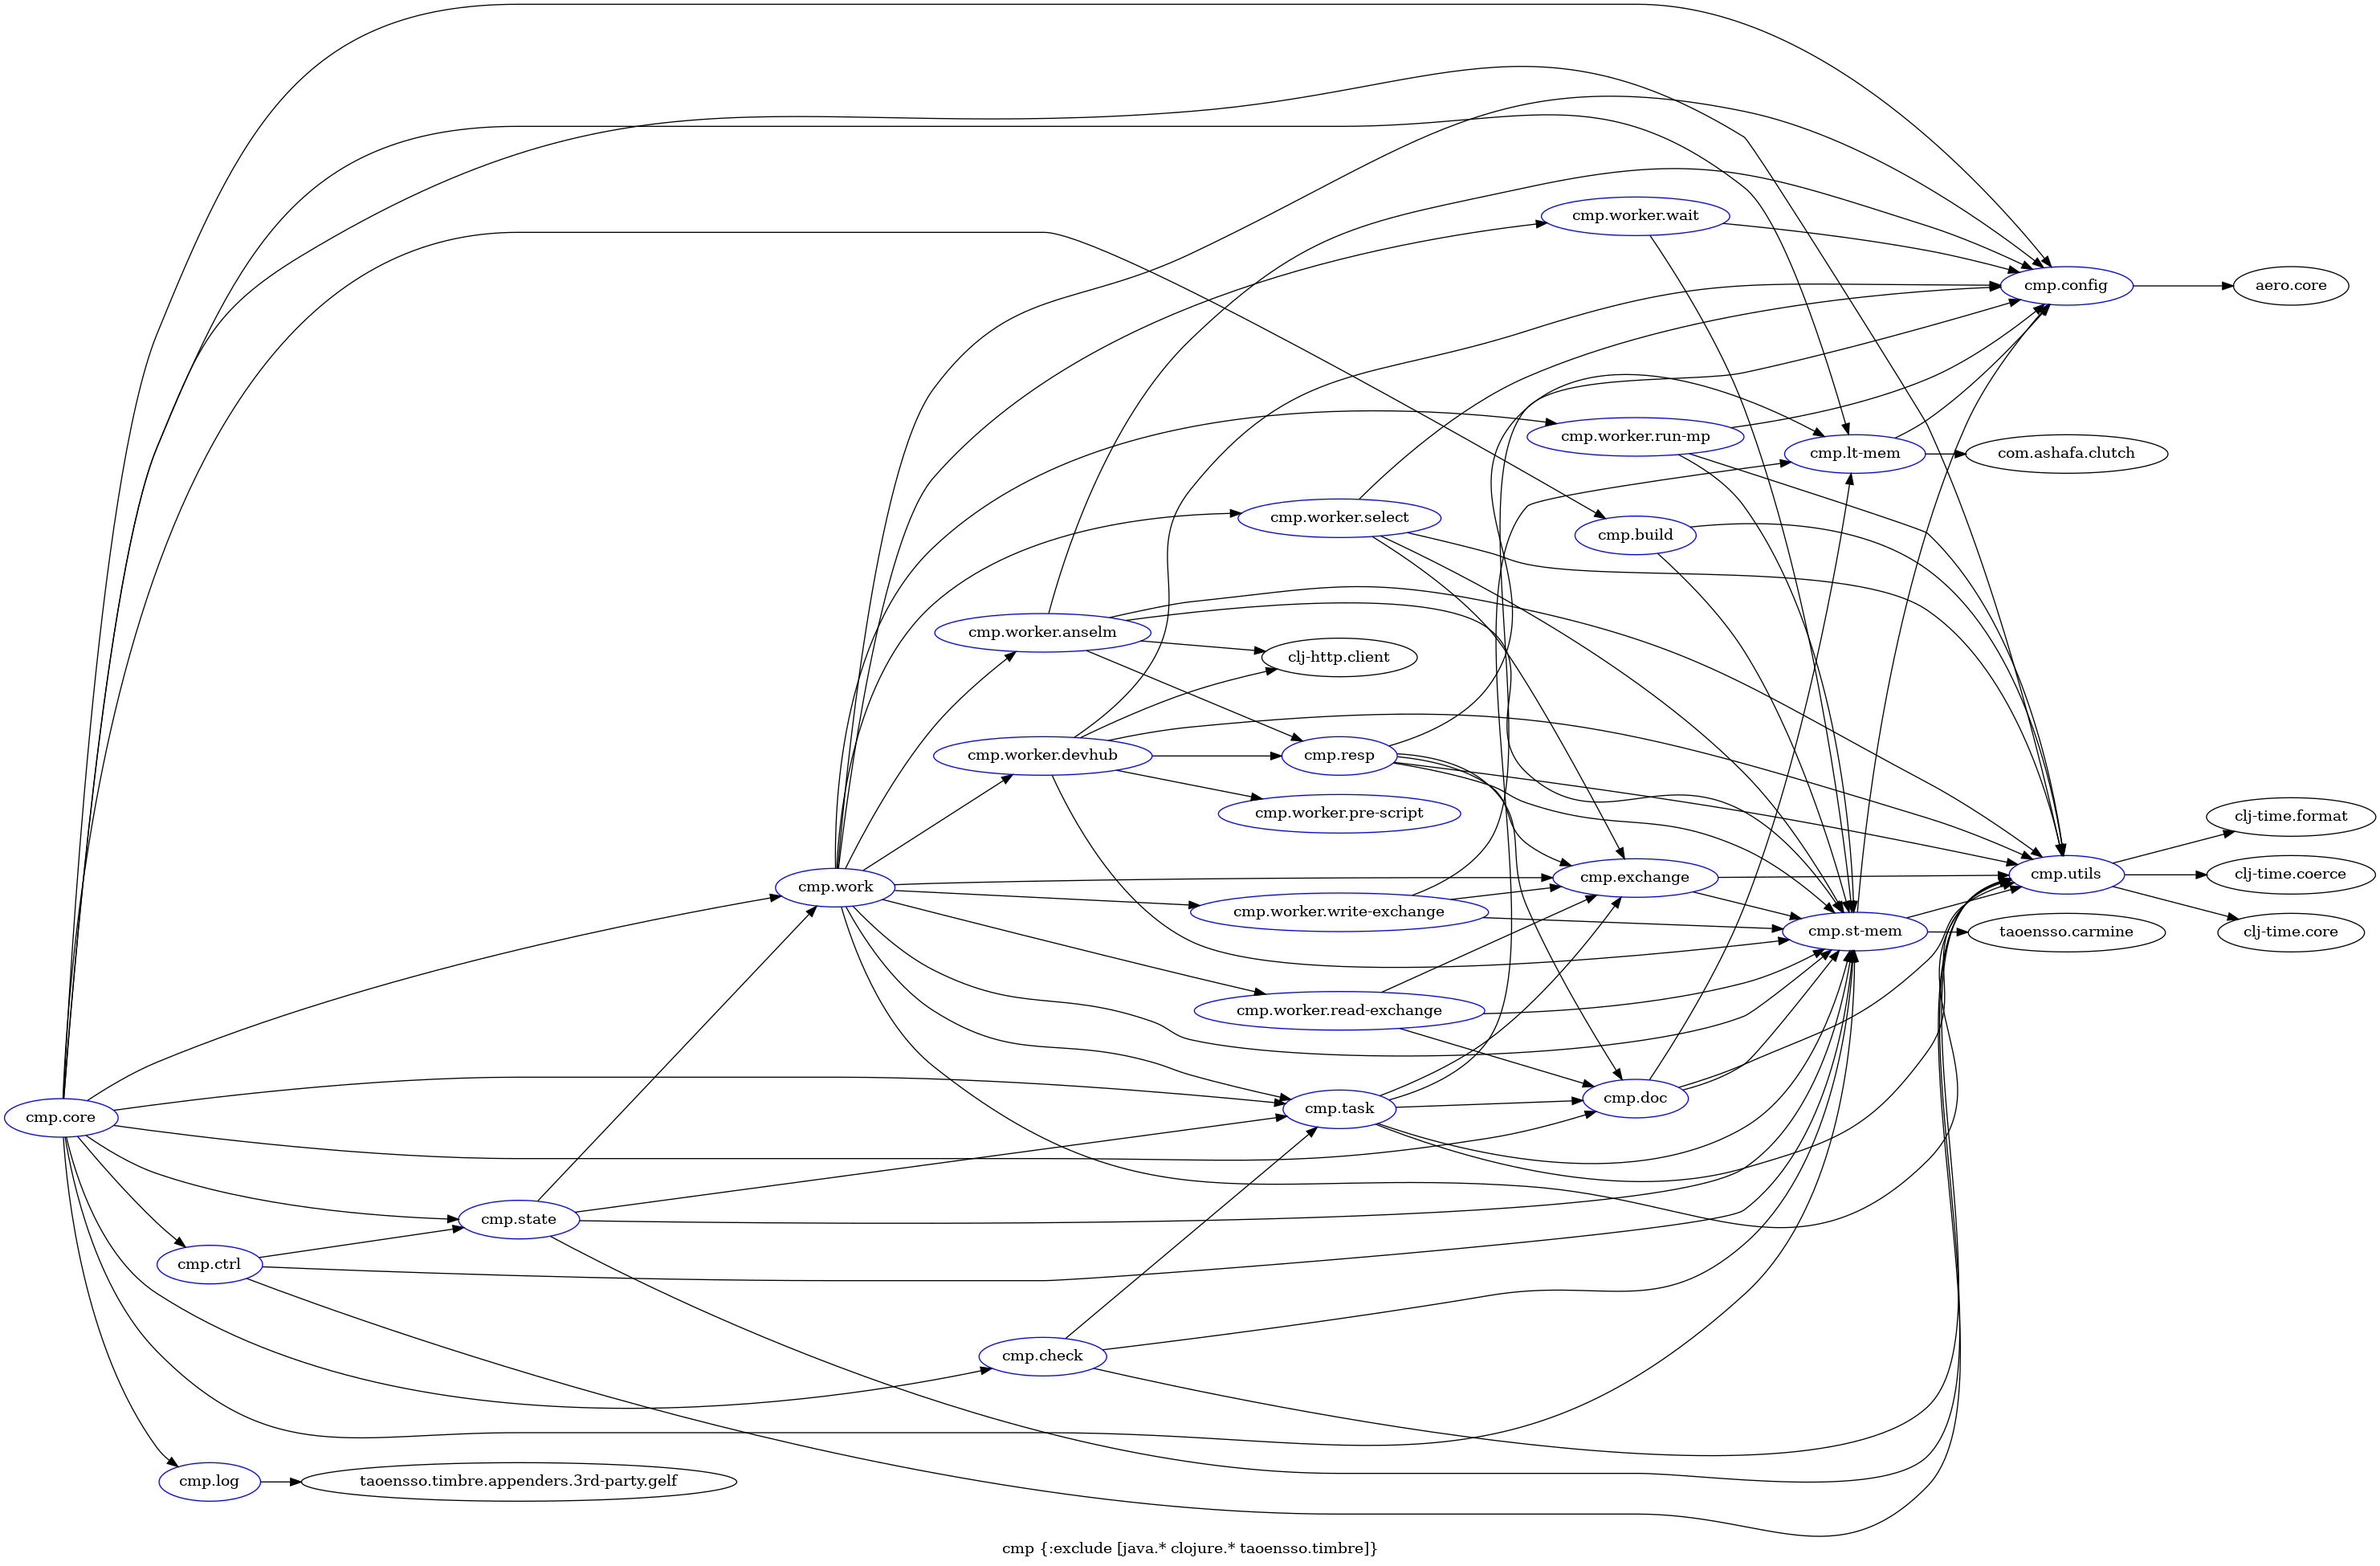 cmp.worker.wait
cmp.config
aero.core
cmp.worker.run-mp
cmp.lt-mem
com.ashafa.clutch
cmp.worker.select
cmp.build
cmp.worker.anselm
clj-http.client
cmp.worker.devhub
cmp.resp
cmp.worker.pre-script
clj-time.format
cmp.work
cmp.exchange
cmp.utils
clj-time.coerce
cmp.worker.write-exchange
cmp.st-mem
taoensso.carmine
clj-time.core
cmp.worker.read-exchange
cmp.core
cmp.task
cmp.doc
cmp.state
cmp.ctrl
cmp.check
cmp.log
taoensso.timbre.appenders.3rd-party.gelf
cmp {:exclude [java.* clojure.* taoensso.timbre]}